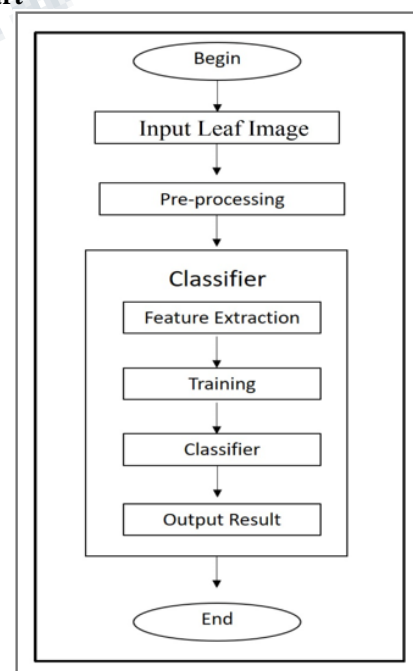 Begin
Input Leaf Image
Pre-processing
Classifier
Feature Extraction
Training
Classifier
Output Result
End